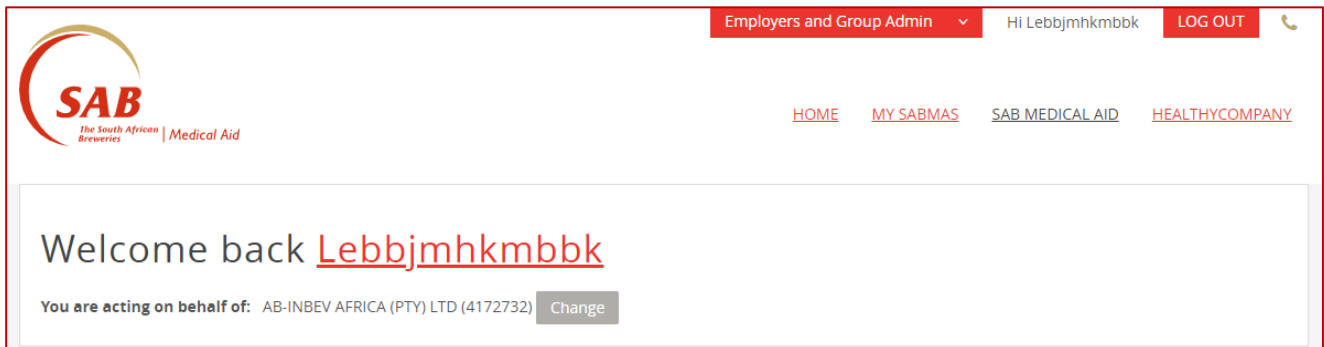 Employers and Group Admin
Hi Lebbjmhkmbbk
LOG OUT
SAB
The South African
Breweries
Medical Aid
HOME
MY SABMAS
SAB MEDICAL AID
HEALTHYCOMPANY
Welcome back Lebbjmhkmbbk
You are acting on behalf of: AB-INBEV AFRICA (PTY) LTD (4172732) Change